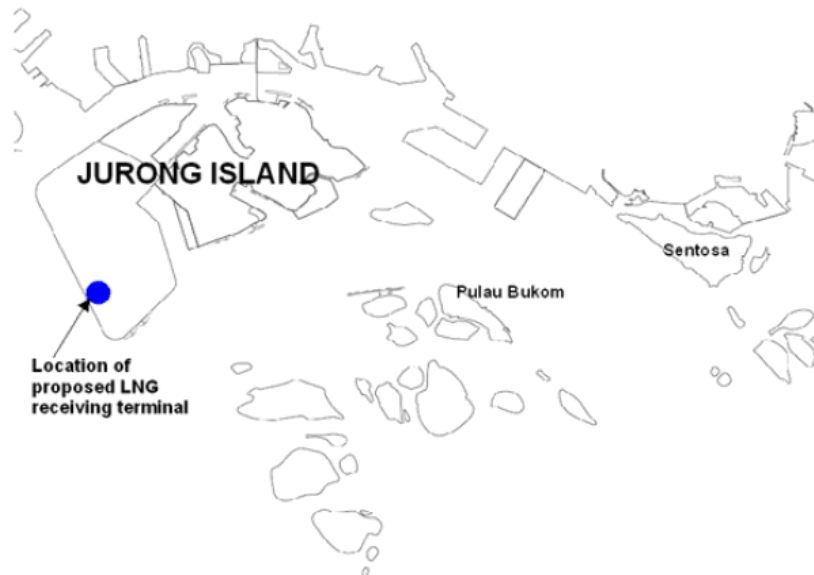 JURONG ISLAND
Sentosa
Pulau Bukom
Location of
proposed LNG
receiving terminal